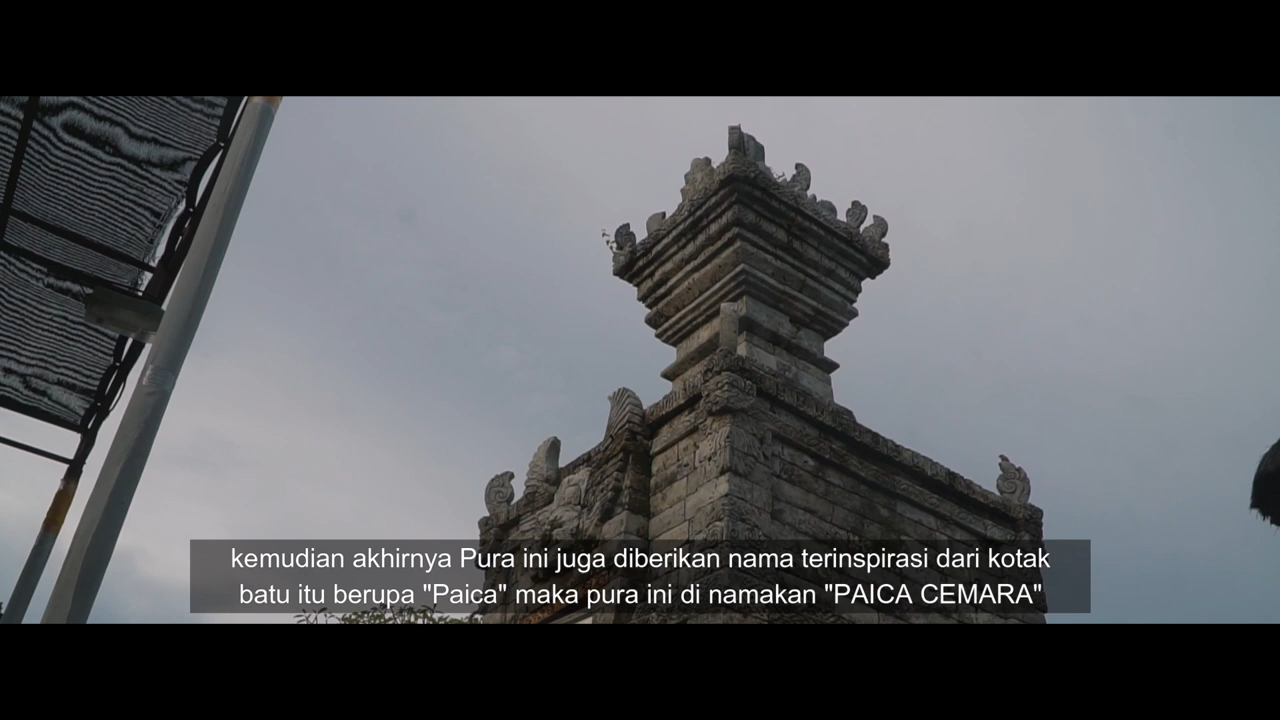 kemudian akhirnya Pura ini juga diberikan nama terinspirasi dari kotak
batu itu berupa "Paica" maka pura ini di namakan "PAICA CEMARA"